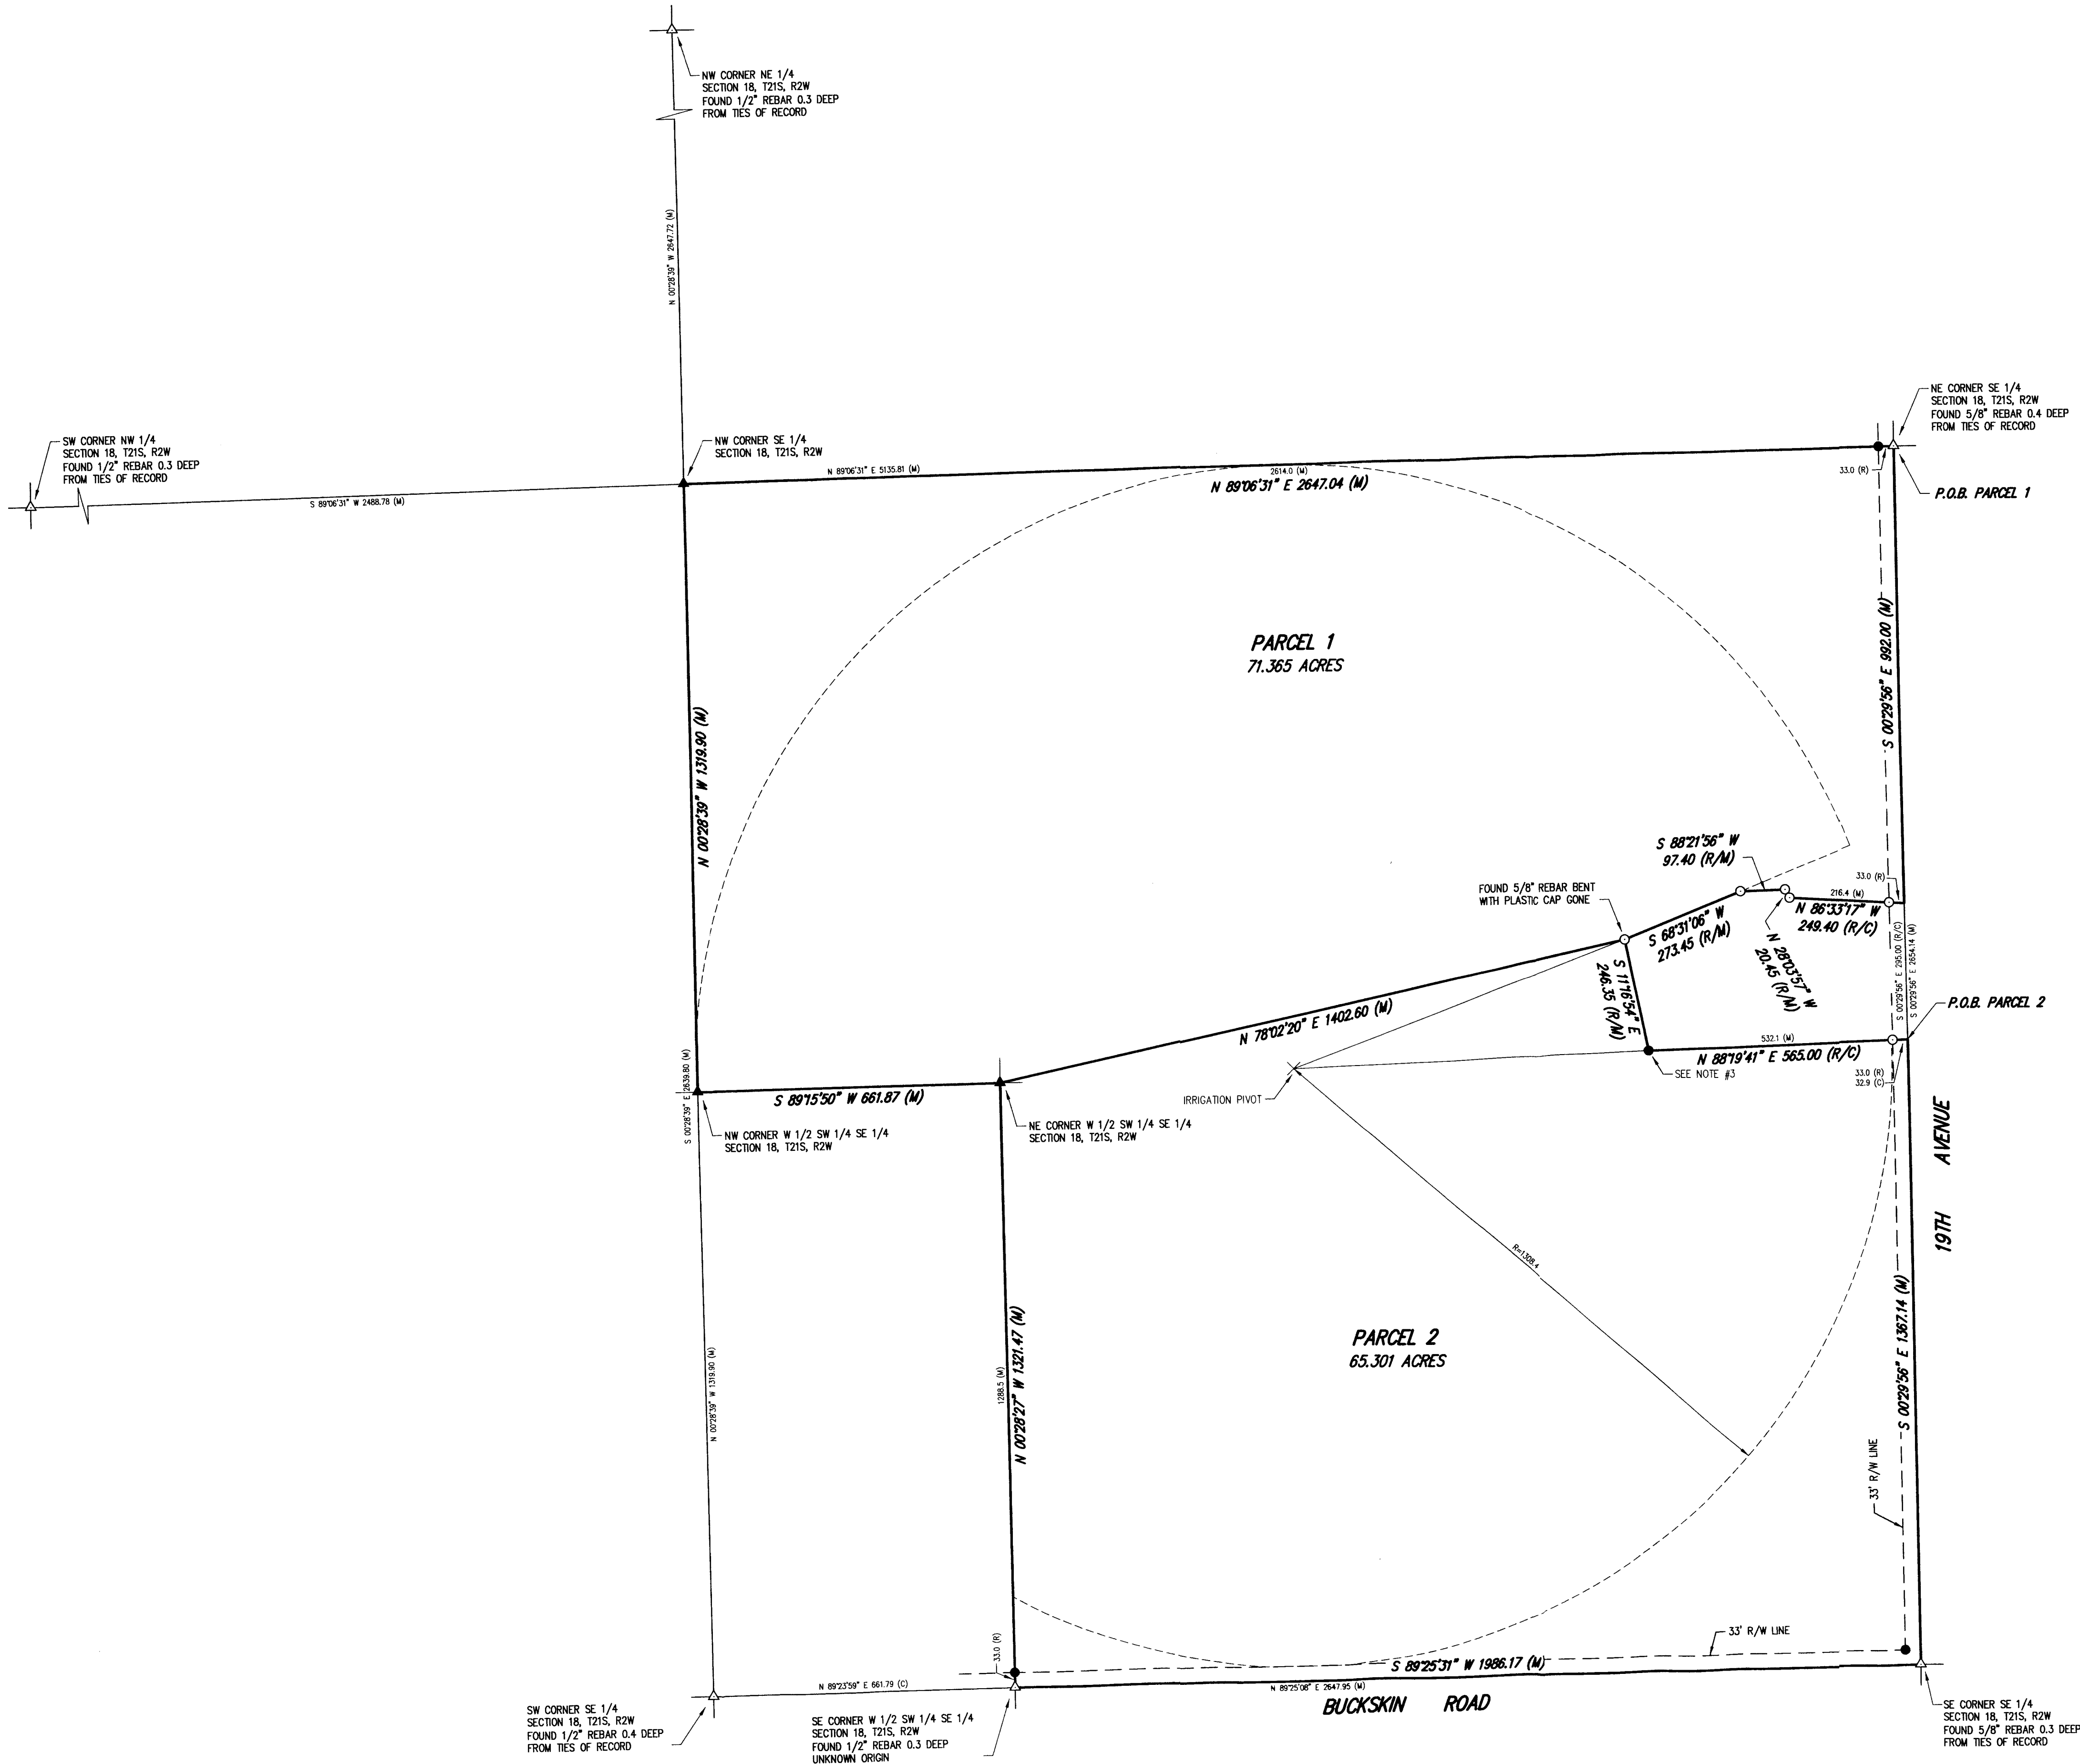 NW CORNER NE 1/4
SECTION 18, T21S, R2W
FOUND 1/2" REBAR 0.3 DEEP
FROM TIES OF RECORD
N 00°28'39" W 2647.72 (M)
NE CORNER SE 1/4
SECTION 18, T21S, R2W
FOUND 5/8" REBAR 0.4 DEEP
FROM TIES OF RECORD
SW CORNER NW 1/4
SECTION 18, T21S, R2W
FOUND 1/2" REBAR 0.3 DEEP
FROM TIES OF RECORD
NW CORNER SE 1/4
SECTION 18, T21S, R2W
S 89°06'31" W 2488.78 (M)
N 89°06'31" E 5135.81 (M)
2614.0 (M)
N 89°06'31" E 2647.04 (M)
33.0 (R)
P.O.B. PARCEL 1
PARCEL 1
71.365 ACRES
S 00°29'56" E 992.00 (M)
N 00°28'39" W 1319.90 (M)
S 88°21'56" W
97.40 (R/M)
FOUND 5/8" REBAR BENT
WITH PLASTIC CAP GONE
33.0 (R)
216.4 (M)
N 86°33'17" W
249.40 (R/C)
S 68°31'06" W
273.45 (R/M)
N 28°03'57" W
20.45 (R/M)
S 11°16'54" E
246.35 (R/M)
S 00°29'56" E 295.00 (R/C)
S 00°29'56" E 2654.14 (M)
P.O.B. PARCEL 2
N 78°02'20" E 1402.60 (M)
532.1 (M)
N 88°19'41" E 565.00 (R/C)
SEE NOTE #3
33.0 (R)
32.9 (C)
IRRIGATION PIVOT
S 00°28'39" E 2639.80 (M)
S 89°15'50" W 661.87 (M)
NW CORNER W 1/2 SW 1/4 SE 1/4
SECTION 18, T21S, R2W
NE CORNER W 1/2 SW 1/4 SE 1/4
SECTION 18, T21S, R2W
19TH AVENUE
R=1308.4
PARCEL 2
65.301 ACRES
N 00°28'39" W 1319.90 (M)
1288.5 (M)
N 00°28'27" W 1321.47 (M)
S 00°29'56" E 1367.14 (M)
33' R/W LINE
33' R/W LINE
33.0 (R)
S 89°25'31" W 1986.17 (M)
N 89°23'59" E 661.79 (C)
N 89°25'08" E 2647.95 (M)
BUCKSKIN ROAD
SW CORNER SE 1/4
SECTION 18, T21S, R2W
FOUND 1/2" REBAR 0.4 DEEP
FROM TIES OF RECORD
SE CORNER W 1/2 SW 1/4 SE 1/4
SECTION 18, T21S, R2W
FOUND 1/2" REBAR 0.3 DEEP
UNKNOWN ORIGIN
SE CORNER SE 1/4
SECTION 18, T21S, R2W
FOUND 5/8" REBAR 0.3 DEEP
FROM TIES OF RECORD